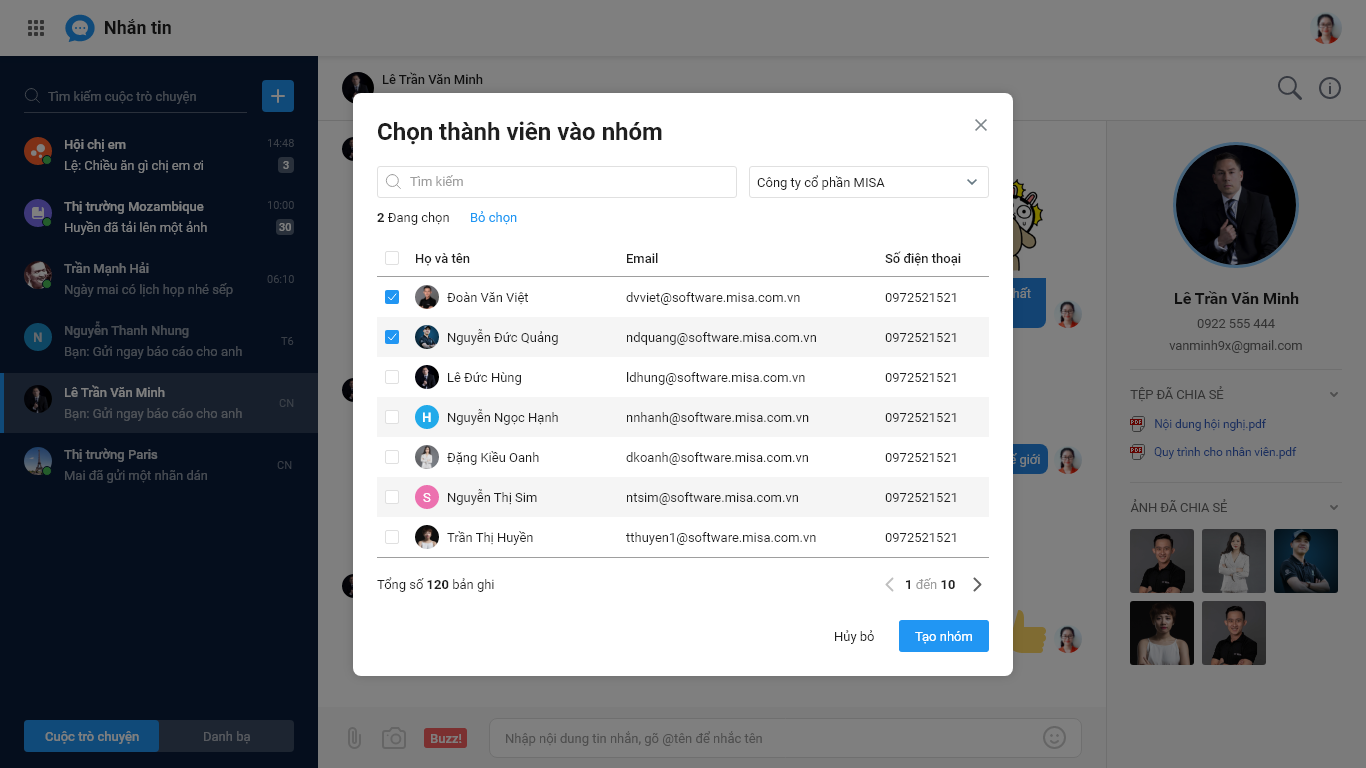 Nhắn tin
Tìm kiếm cuộc trò chuyện
Hội chị em
14:48
Lệ: Chiều ăn gì chị em ơi
3
Thị trường Mozambique
10:00
Huyền đã tải lên một ảnh
30
Trần Mạnh Hải
06:10
Ngày mai có lịch họp nhé sếp
N
Nguyễn Thanh Nhung
T6
Bạn: Gửi ngay báo cáo cho anh
Lê Trần Văn Minh
CN
Bạn: Gửi ngay báo cáo cho anh
Thị trường Paris
CN
Mai đã gửi một nhãn dán
Cuộc trò chuyện
Danh bạ
Lê Trần Văn Minh
Chọn thành viên vào nhóm
Tìm kiếm
Công ty cổ phần MISA
2 Đang chọn Bỏ chọn
Họ và tên Email Số điện thoại
Đoàn Văn Việt dvviet@software.misa.com.vn 0972521521
Nguyễn Đức Quảng ndquang@software.misa.com.vn 0972521521
Lê Đức Hùng ldhung@software.misa.com.vn 0972521521
H Nguyễn Ngọc Hạnh nnhanh@software.misa.com.vn 0972521521
Đặng Kiều Oanh dkoanh@software.misa.com.vn 0972521521
S Nguyễn Thị Sim ntsim@software.misa.com.vn 0972521521
Trần Thị Huyền tthuyen1@software.misa.com.vn 0972521521
Tổng số 120 bản ghi
1 đến 10
Hủy bỏ
Tạo nhóm
giới
Buzz!
Nhập nội dung tin nhắn, gõ @tên để nhắc tên
Lê Trần Văn Minh
0922 555 444
vanminh9x@gmail.com
TỆP ĐÃ CHIA SẺ
PDF Nội dung hội nghị.pdf
PDF Quy trình cho nhân viên.pdf
ẢNH ĐÃ CHIA SẺ